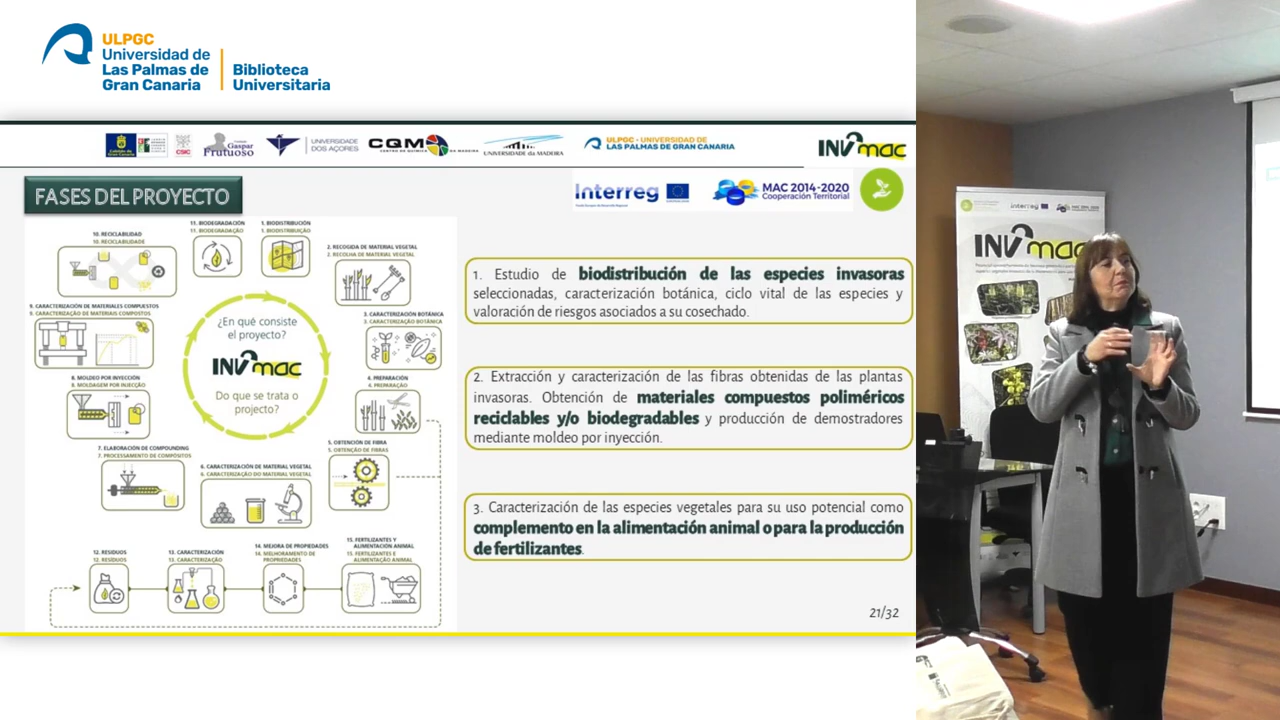 ULPGC
Universidad de
Las Palmas de
Gran Canaria
Biblioteca
Universitaria
CSIC
Gaspar
Frutuoso
UNIVERSIDADE
DOS AÇORES
CQM
CENTRO DE QUÍMICA DA MADEIRA
UNIVERSIDADE da MADEIRA
ULPGC - UNIVERSIDAD DE
LAS PALMAS DE GRAN CANARIA
INVmac
FASES DEL PROYECTO
Interreg
MAC 2014-2020
Cooperación Territorial
11. BIODEGRADACIÓN
11. BIODEGRADAÇÃO
1. BIODISTRIBUCIÓN
1. BIODISTRIBUIÇÃO
10. RECICLABILIDAD
10. RECICLABILIDADE
2. RECOGIDA DE MATERIAL VEGETAL
2. RECOLHA DE MATERIAL VEGETAL
9. CARACTERIZACIÓN DE MATERIALES COMPUESTOS
9. CARACTERIZAÇÃO DE MATERIAIS COMPOSTOS
3. CARACTERIZACIÓN BOTÁNICA
3. CARACTERIZAÇÃO BOTÂNICA
¿En qué consiste
el proyecto?
INVmac
Do que se trata o
projecto?
8. MOLDEO POR INYECCIÓN
8. MOLDAGEM POR INJECÇÃO
4. PREPARACIÓN
4. PREPARAÇÃO
7. ELABORACIÓN DE COMPOUNDING
7. PROCESSAMENTO DE COMPÓSITOS
5. OBTENCIÓN DE FIBRA
5. OBTENÇÃO DE FIBRAS
6. CARACTERIZACIÓN DE MATERIAL VEGETAL
6. CARACTERIZAÇÃO DO MATERIAL VEGETAL
12. RESIDUOS
12. RESÍDUOS
13. CARACTERIZACIÓN
13. CARACTERIZAÇÃO
14. MEJORA DE PROPIEDADES
14. MELHORAMENTO DE
PROPIEDADES
15. FERTILIZANTES Y
ALIMENTACIÓN ANIMAL
15. FERTILIZANTES E
ALIMENTAÇÃO ANIMAL
1. Estudio de biodistribución de las especies invasoras
seleccionadas, caracterización botánica, ciclo vital de las especies y
valoración de riesgos asociados a su cosechado.
2. Extracción y caracterización de las fibras obtenidas de las plantas
invasoras. Obtención de materiales compuestos poliméricos
reciclables y/o biodegradables y producción de demostradores
mediante moldeo por inyección.
3. Caracterización de las especies vegetales para su uso potencial como
complemento en la alimentación animal o para la producción
de fertilizantes.
21/32
Interreg
MAC 2014-2020
INVmac